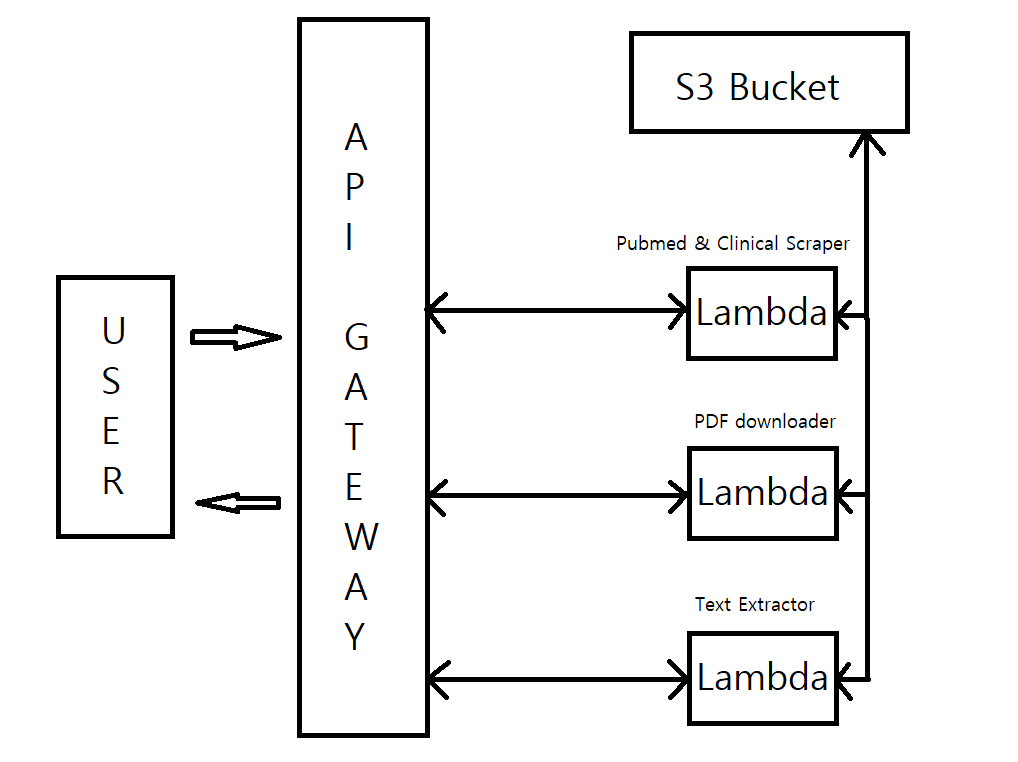 USER
API GATEWAY
S3 Bucket
Pubmed & Clinical Scraper
Lambda
PDF downloader
Lambda
Text Extractor
Lambda